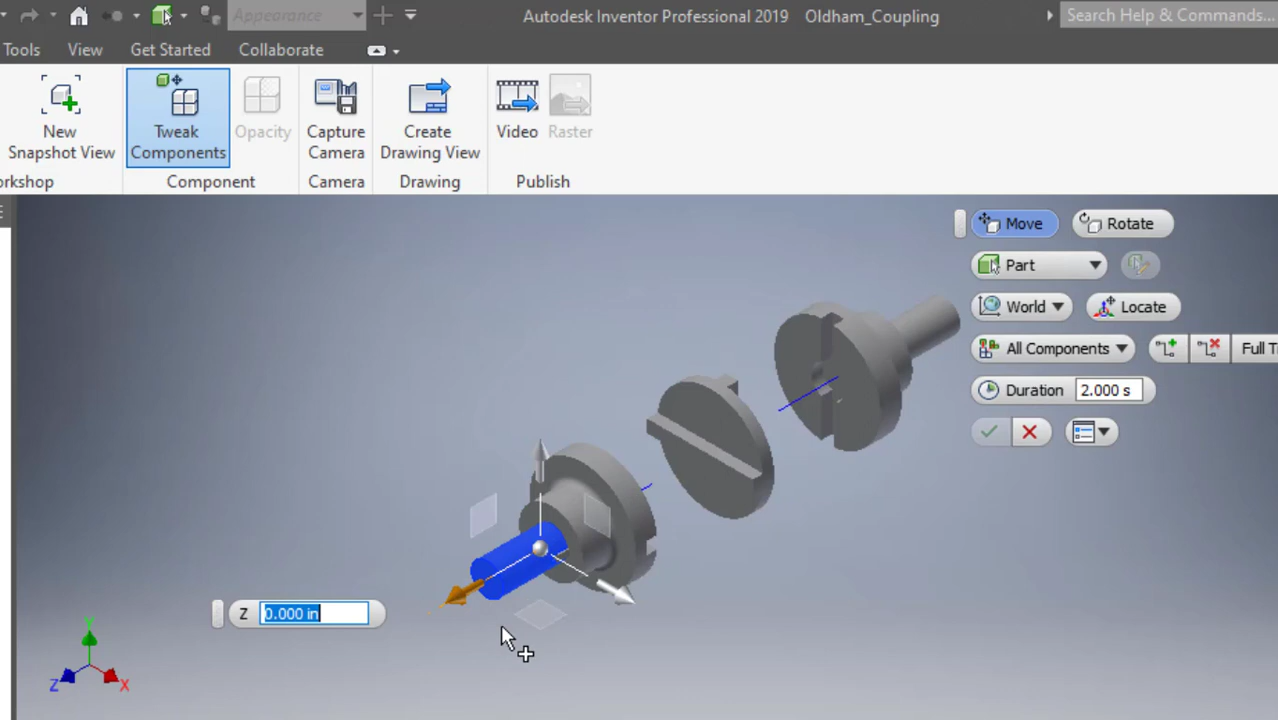 Appearance
Autodesk Inventor Professional 2019 Oldham_Coupling
Search Help & Commands...
Tools View Get Started Collaborate
New
Snapshot View
Tweak
Components
Opacity
Capture
Camera
Create
Drawing View
Video
Raster
orkshop
Component
Camera
Drawing
Publish
Move
Rotate
Part
World
Locate
All Components
Full T
Duration 2.000 s
Z 0.000 in
Y
Z
X